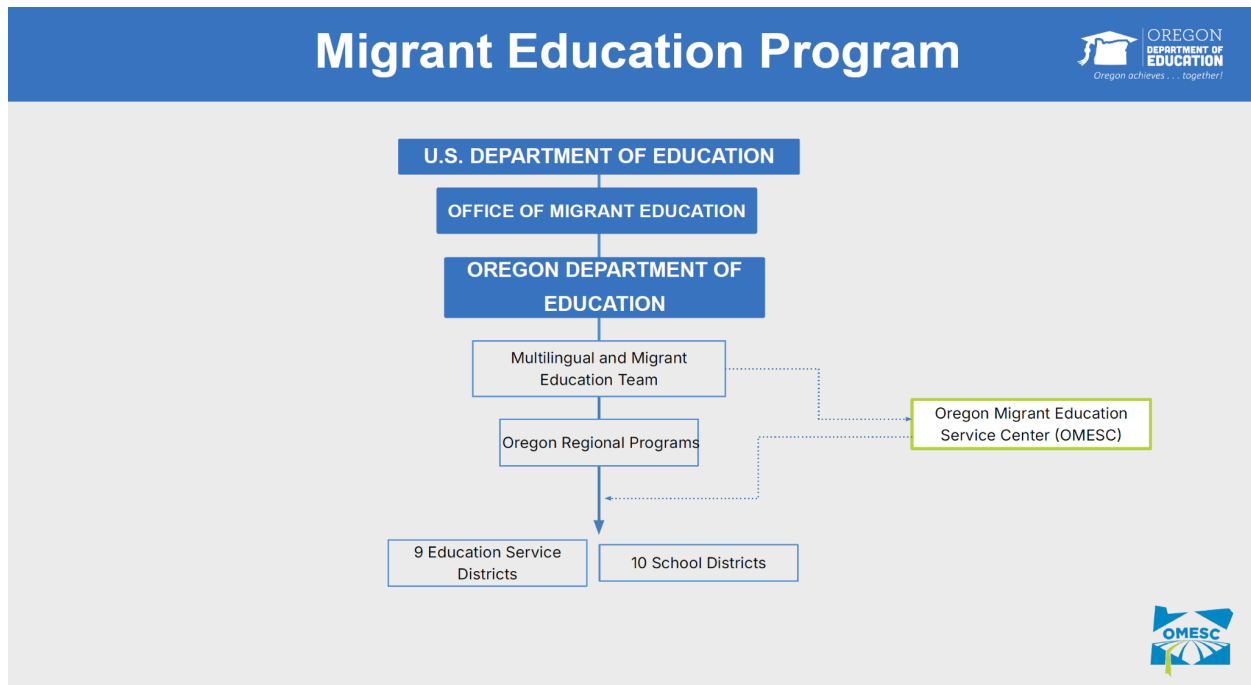 Migrant Education Program
OREGON
DEPARTMENT OF
EDUCATION
Oregon achieves . . . together!
U.S. DEPARTMENT OF EDUCATION
OFFICE OF MIGRANT EDUCATION
OREGON DEPARTMENT OF
EDUCATION
Multilingual and Migrant
Education Team
Oregon Migrant Education
Service Center (OMESC)
Oregon Regional Programs
9 Education Service
Districts
10 School Districts
OMESC